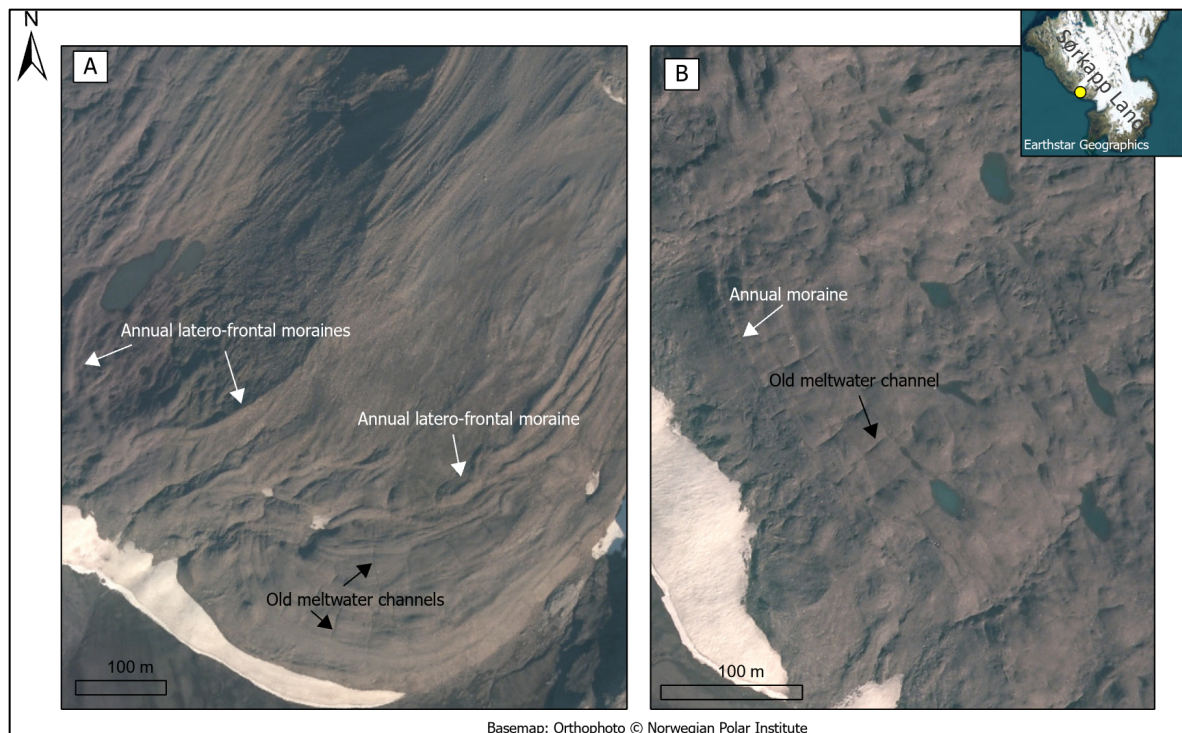 N
A
B
Sørkapp Land
Earthstar Geographics
Annual latero-frontal moraines
Annual latero-frontal moraine
Old meltwater channels
100 m
Annual moraine
Old meltwater channel
100 m
Basemap: Orthophoto © Norwegian Polar Institute